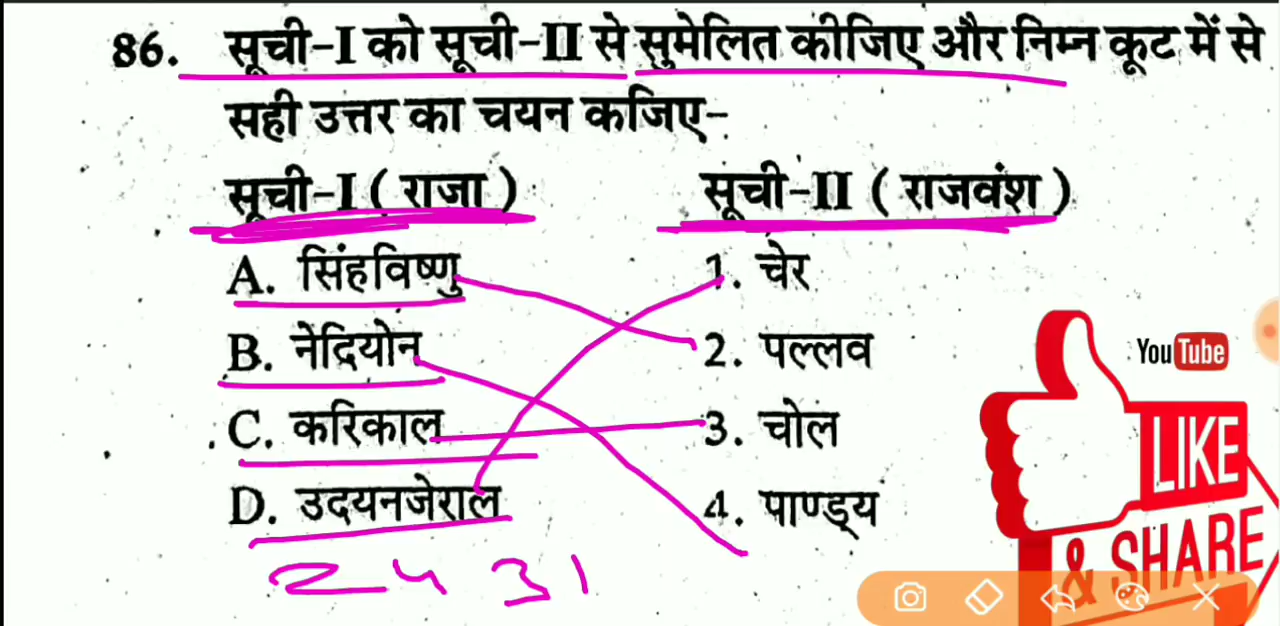 86. सूची-I को सूची-II से सुमेलित कीजिए और निम्न कूट में से
सही उत्तर का चयन कजिए-
सूची-I ( राजा ) सूची-II ( राजवंश )
A. सिंहविष्णु 1. चेर
B. नेदियोन 2. पल्लव
C. करिकाल 3. चोल
D. उदयनजेराल 4. पाण्ड्य
2 4 3 1
YouTube
LIKE
& SHARE